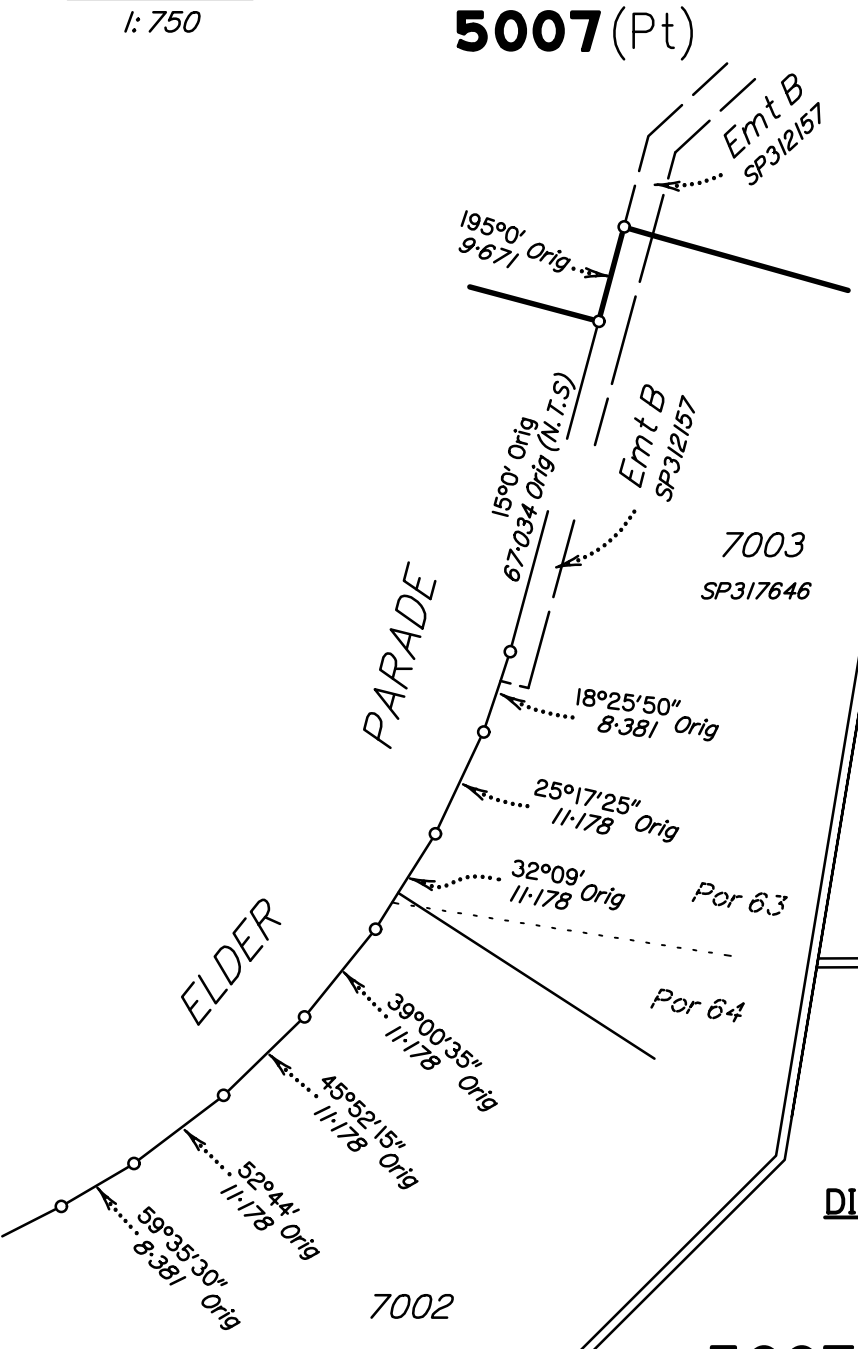 1:750
5007 (Pt)
Emt B
SP312157
195°0' Orig
9·671
15°0' Orig
67·034 Orig (N.T.S)
Emt B
SP312157
7003
SP317646
PARADE
18°25'50"
8·381 Orig
25°17'25"
11·178 Orig
32°09'
11·178 Orig
Por 63
ELDER
Por 64
39°00'35"
11·178 Orig
45°52'15"
11·178 Orig
52°44'
11·178 Orig
59°35'30"
8·381 Orig
DI
7002